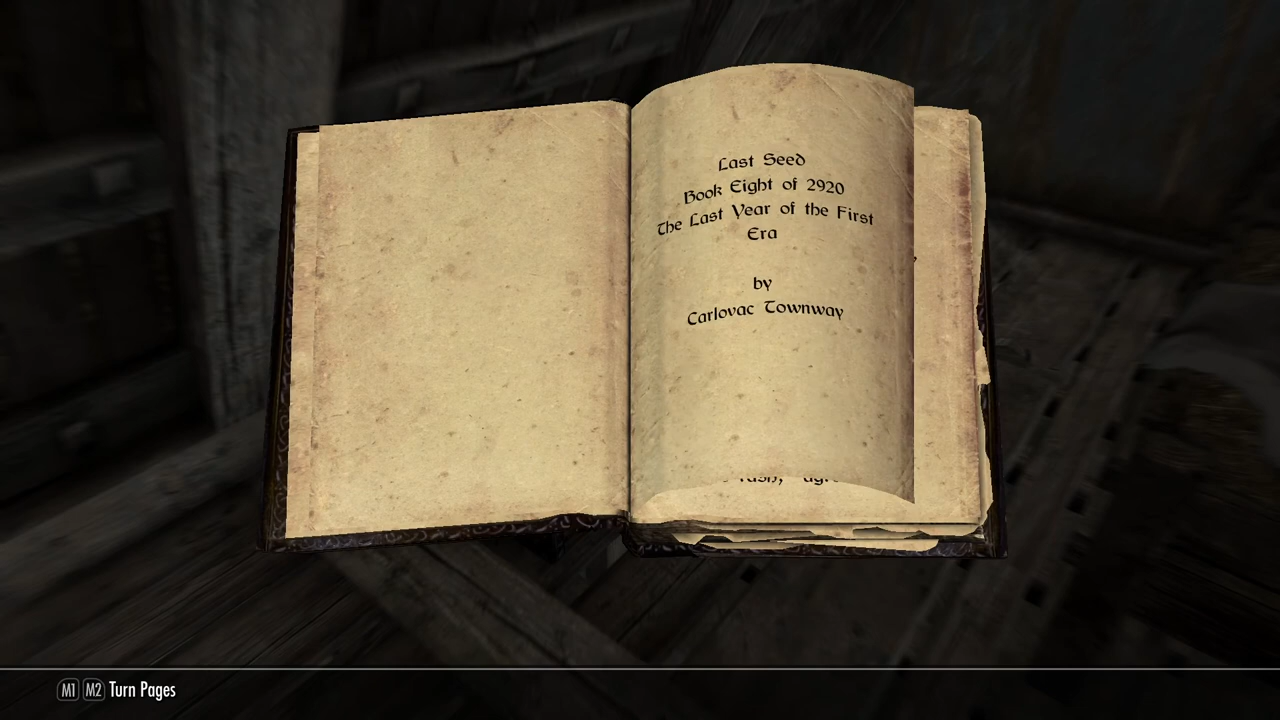 Last Seed
Book Eight of 2920
The Last Year of the First
Era
by
Carlovac Townway
M1 M2 Turn Pages